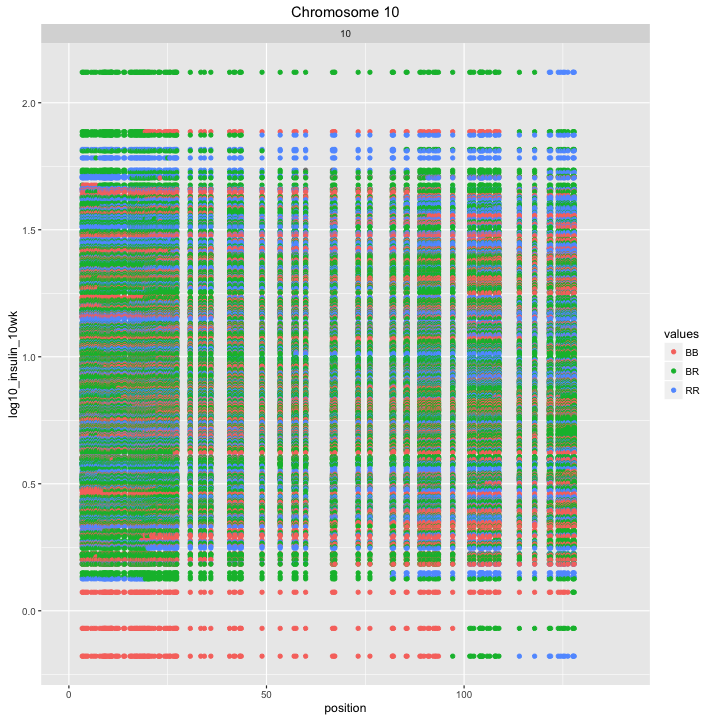 Chromosome 10
10
2.0
1.5
1.0
0.5
0.0
log10_insulin_10wk
0
50
100
position
values
BB
BR
RR